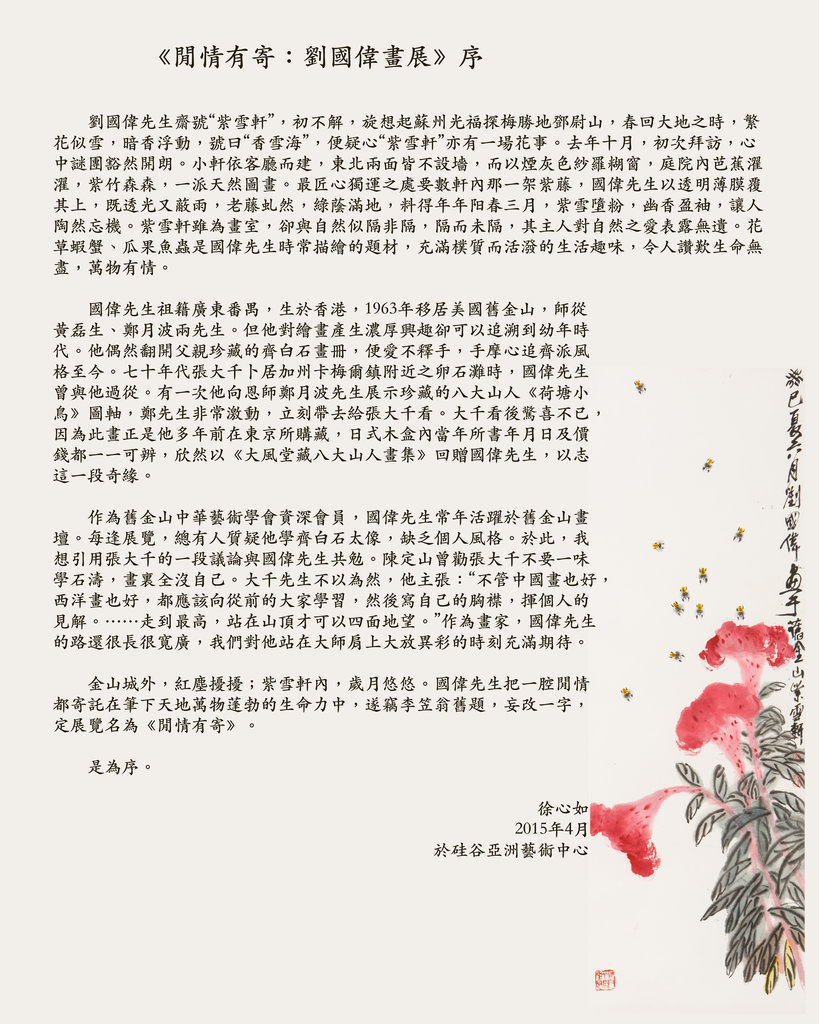 《閒情有寄：劉國偉畫展》序
劉國偉先生齋號“紫雪軒”，初不解，旋想起蘇州光福探梅勝地鄧尉山，春回大地之時，繁
花似雪，暗香浮動，號曰“香雪海”，便疑心“紫雪軒”亦有一場花事。去年十月，初次拜訪，心
中謎團豁然開朗。小軒依客廳而建，東北兩面皆不設墻，而以煙灰色紗羅糊窗，庭院內芭蕉濯
濯，紫竹森森，一派天然圖畫。最匠心獨運之處要數軒內那一架紫藤，國偉先生以透明薄膜覆
其上，既透光又蔽雨，老藤虬然，綠蔭滿地，料得年年阳春三月，紫雪墮粉，幽香盈袖，讓人
陶然忘機。紫雪軒雖為畫室，卻與自然似隔非隔，隔而未隔，其主人對自然之愛表露無遺。花
草蝦蟹、瓜果魚蟲是國偉先生時常描繪的題材，充滿樸質而活潑的生活趣味，令人讚歎生命無
盡，萬物有情。
國偉先生祖籍廣東番禺，生於香港，1963年移居美國舊金山，師從
黃磊生、鄭月波兩先生。但他對繪畫產生濃厚興趣卻可以追溯到幼年時
代。他偶然翻開父親珍藏的齊白石畫冊，便愛不釋手，手摩心追齊派風
格至今。七十年代張大千卜居加州卡梅爾鎮附近之卵石灘時，國偉先生
曾與他過從。有一次他向恩師鄭月波先生展示珍藏的八大山人《荷塘小
鳥》圖軸，鄭先生非常激動，立刻帶去給張大千看。大千看後驚喜不已，
因為此畫正是他多年前在東京所購藏，日式木盒內當年所書年月日及價
錢都一一可辨，欣然以《大風堂藏八大山人畫集》回贈國偉先生，以志
這一段奇緣。
作為舊金山中華藝術學會資深會員，國偉先生常年活躍於舊金山畫
壇。每逢展覽，總有人質疑他學齊白石太像，缺乏個人風格。於此，我
想引用張大千的一段議論與國偉先生共勉。陳定山曾勸張大千不要一味
學石濤，畫裏全沒自己。大千先生不以為然，他主張：“不管中國畫也好，
西洋畫也好，都應該向從前的大家學習，然後寫自己的胸襟，揮個人的
見解。⋯⋯走到最高，站在山頂才可以四面地望。”作為畫家，國偉先生
的路還很長很寬廣，我們對他站在大師肩上大放異彩的時刻充滿期待。
金山城外，紅塵擾擾；紫雪軒內，歲月悠悠。國偉先生把一腔閒情
都寄託在筆下天地萬物蓬勃的生命力中，遂竊李笠翁舊題，妄改一字，
定展覽名為《閒情有寄》。
是為序。
徐心如
2015年4月
於硅谷亞洲藝術中心
癸巳夏六月劉國偉畫于舊金山紫雪軒